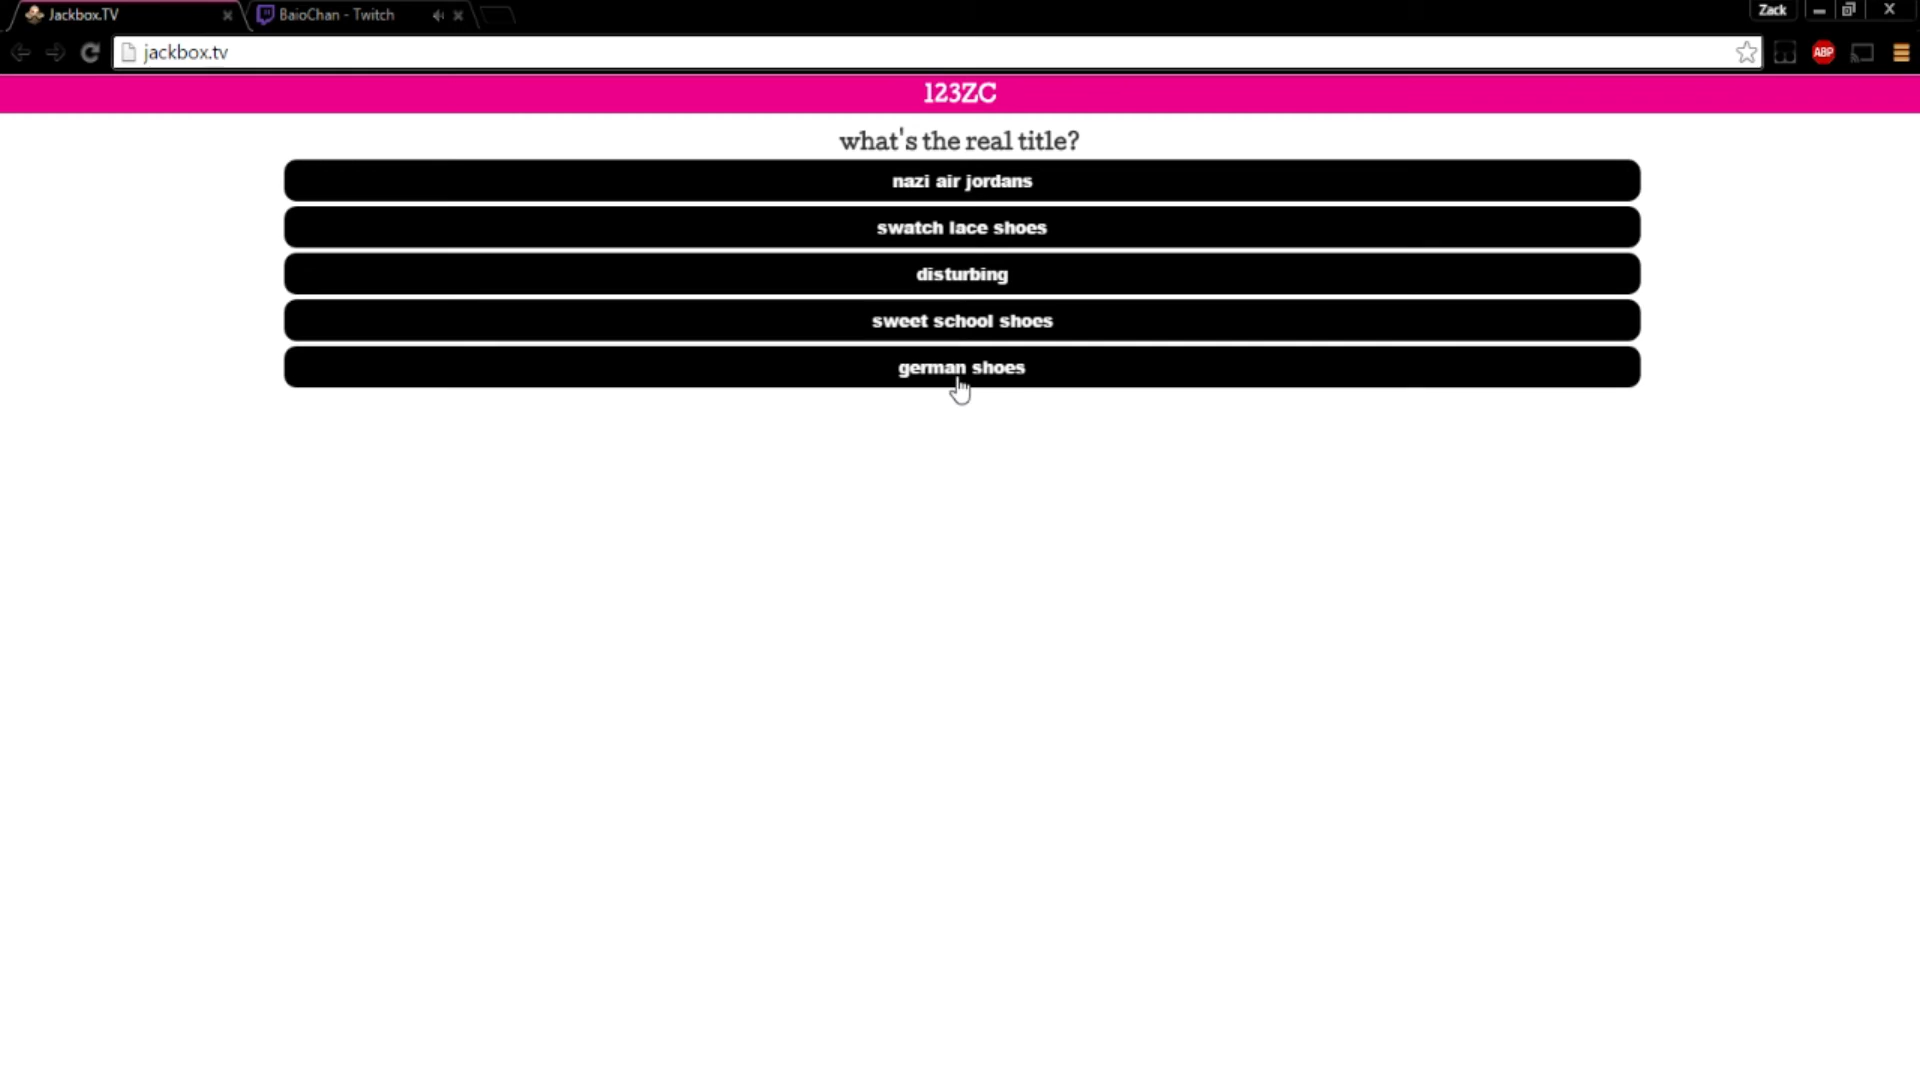 Jackbox.TV
BaioChan - Twitch
Zack
jackbox.tv
ABP
123ZC
what's the real title?
nazi air jordans
swatch lace shoes
disturbing
sweet school shoes
german shoes